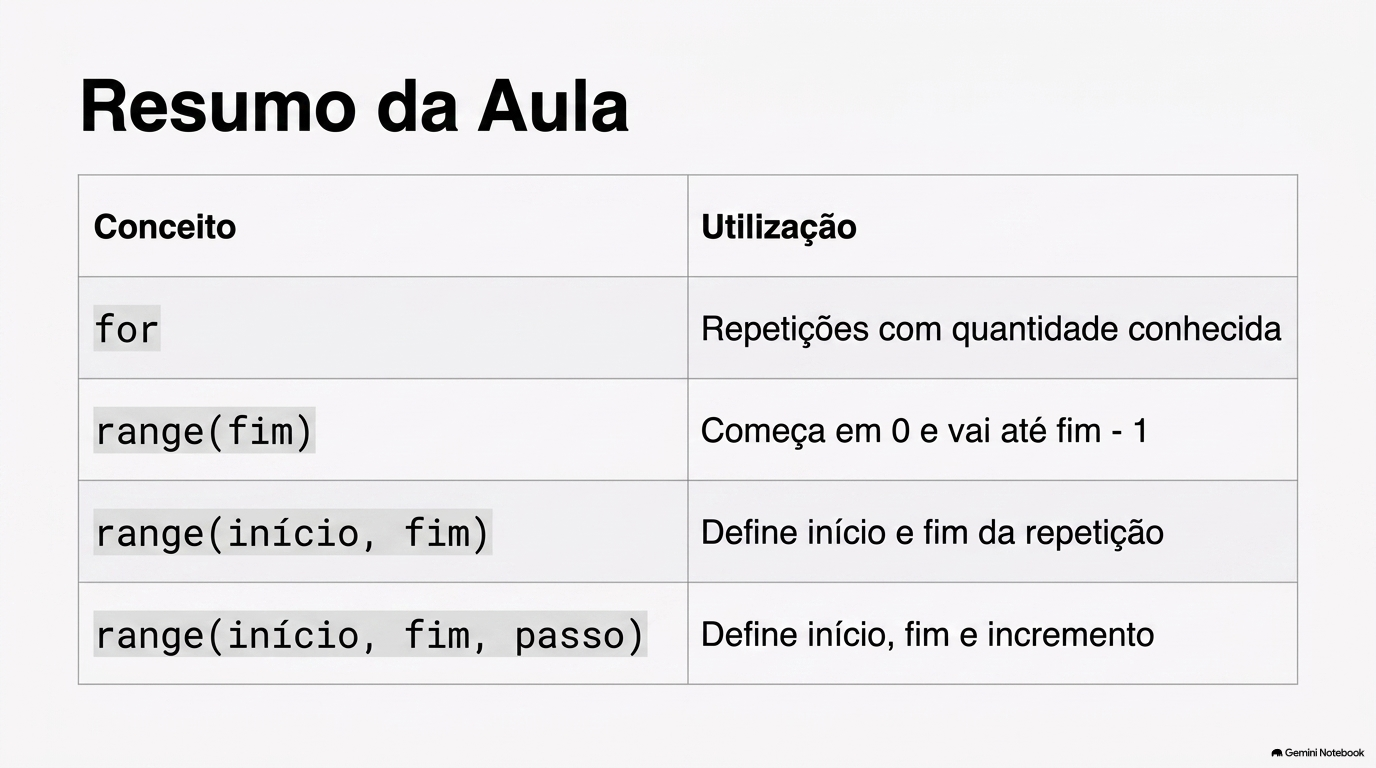 Resumo da Aula
Conceito
Utilização
for
Repetições com quantidade conhecida
range(fim)
Começa em 0 e vai até fim - 1
range(início, fim)
Define início e fim da repetição
range(início, fim, passo)
Define início, fim e incremento
Gemini Notebook